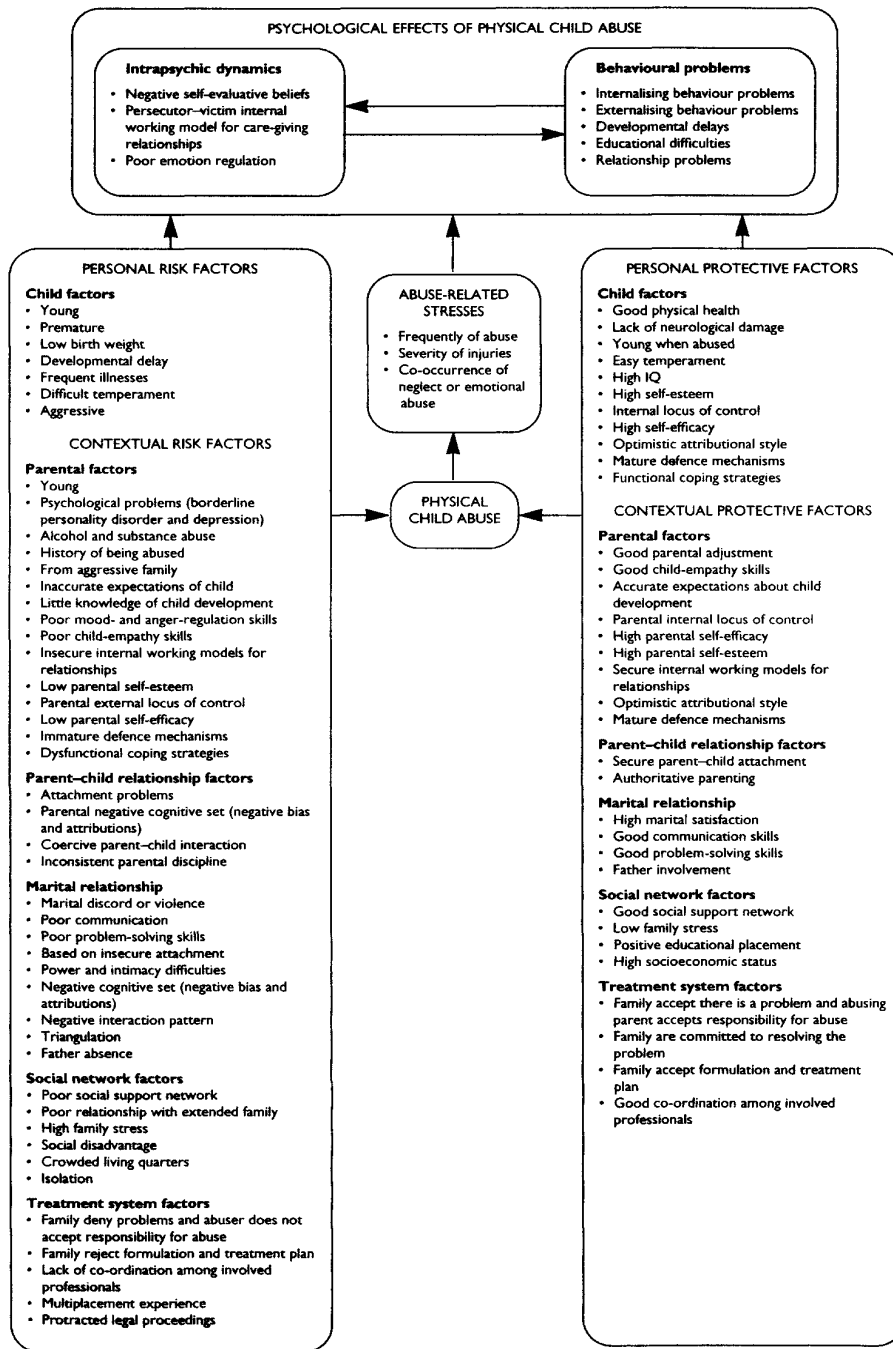 PSYCHOLOGICAL EFFECTS OF PHYSICAL CHILD ABUSE
Intrapsychic dynamics
• Negative self-evaluative beliefs
• Persecutor–victim internal
working model for care-giving
relationships
• Poor emotion regulation
Behavioural problems
• Internalising behaviour problems
• Externalising behaviour problems
• Developmental delays
• Educational difficulties
• Relationship problems
PERSONAL RISK FACTORS
Child factors
• Young
• Premature
• Low birth weight
• Developmental delay
• Frequent illnesses
• Difficult temperament
• Aggressive
CONTEXTUAL RISK FACTORS
Parental factors
• Young
• Psychological problems (borderline
personality disorder and depression)
• Alcohol and substance abuse
• History of being abused
• From aggressive family
• Inaccurate expectations of child
• Little knowledge of child development
• Poor mood- and anger-regulation skills
• Poor child-empathy skills
• Insecure internal working models for
relationships
• Low parental self-esteem
• Parental external locus of control
• Low parental self-efficacy
• Immature defence mechanisms
• Dysfunctional coping strategies
Parent–child relationship factors
• Attachment problems
• Parental negative cognitive set (negative bias
and attributions)
• Coercive parent–child interaction
• Inconsistent parental discipline
Marital relationship
• Marital discord or violence
• Poor communication
• Poor problem-solving skills
• Based on insecure attachment
• Power and intimacy difficulties
• Negative cognitive set (negative bias and
attributions)
• Negative interaction pattern
• Triangulation
• Father absence
Social network factors
• Poor social support network
• Poor relationship with extended family
• High family stress
• Social disadvantage
• Crowded living quarters
• Isolation
Treatment system factors
• Family deny problems and abuser does not
accept responsibility for abuse
• Family reject formulation and treatment plan
• Lack of co-ordination among involved
professionals
• Multiplacement experience
• Protracted legal proceedings
ABUSE-RELATED
STRESSES
• Frequently of abuse
• Severity of injuries
• Co-occurrence of
neglect or emotional
abuse
PHYSICAL
CHILD ABUSE
PERSONAL PROTECTIVE FACTORS
Child factors
• Good physical health
• Lack of neurological damage
• Young when abused
• Easy temperament
• High IQ
• High self-esteem
• Internal locus of control
• High self-efficacy
• Optimistic attributional style
• Mature defence mechanisms
• Functional coping strategies
CONTEXTUAL PROTECTIVE FACTORS
Parental factors
• Good parental adjustment
• Good child-empathy skills
• Accurate expectations about child
development
• Parental internal locus of control
• High parental self-efficacy
• High parental self-esteem
• Secure internal working models for
relationships
• Optimistic attributional style
• Mature defence mechanisms
Parent–child relationship factors
• Secure parent–child attachment
• Authoritative parenting
Marital relationship
• High marital satisfaction
• Good communication skills
• Good problem-solving skills
• Father involvement
Social network factors
• Good social support network
• Low family stress
• Positive educational placement
• High socioeconomic status
Treatment system factors
• Family accept there is a problem and abusing
parent accepts responsibility for abuse
• Family are committed to resolving the
problem
• Family accept formulation and treatment
plan
• Good co-ordination among involved
professionals